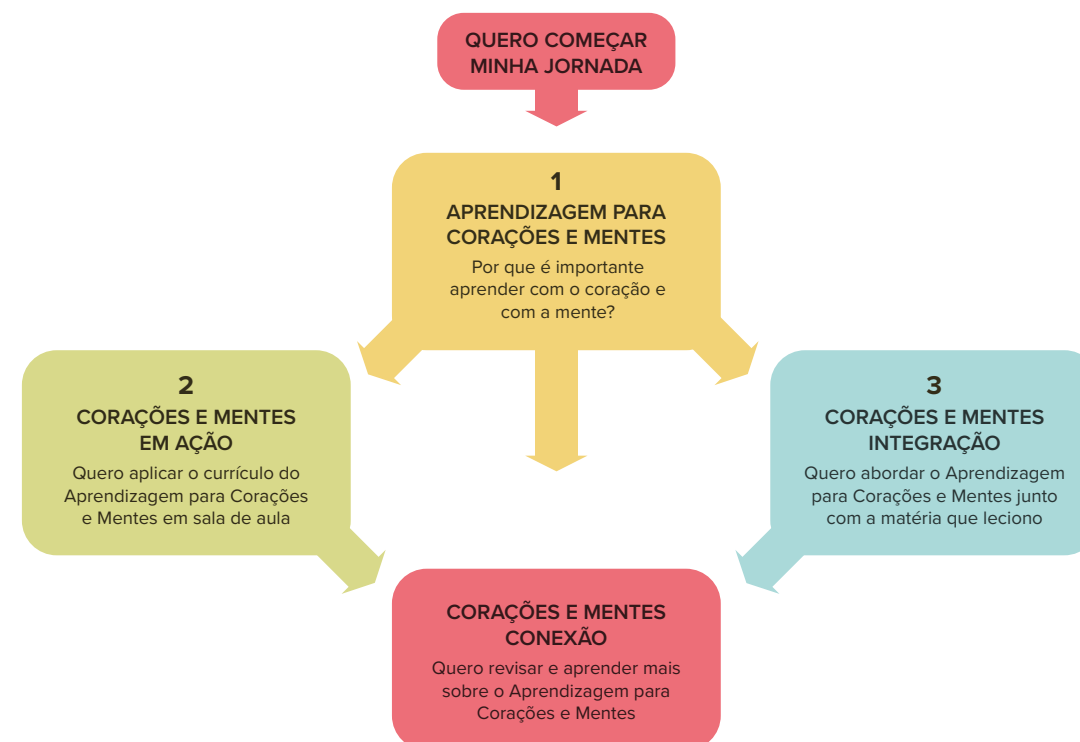 QUERO COMEÇAR
MINHA JORNADA
1
APRENDIZAGEM PARA
CORAÇÕES E MENTES
Por que é importante
aprender com o coração e
com a mente?
2
CORAÇÕES E MENTES
EM AÇÃO
Quero aplicar o currículo do
Aprendizagem para Corações
e Mentes em sala de aula
3
CORAÇÕES E MENTES
INTEGRAÇÃO
Quero abordar o Aprendizagem
para Corações e Mentes junto
com a matéria que leciono
CORAÇÕES E MENTES
CONEXÃO
Quero revisar e aprender mais
sobre o Aprendizagem para
Corações e Mentes